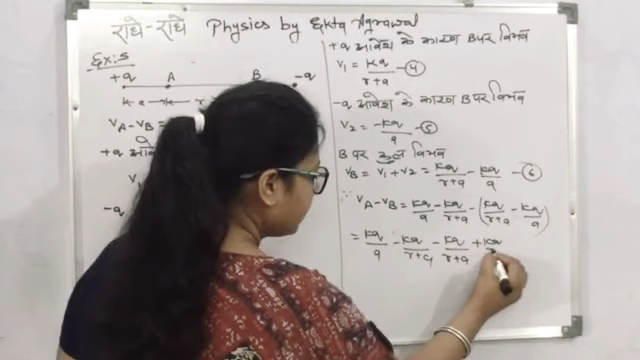 राधे-राधे Physics by Ekta Agrawal
Ex:5
+q A B -q
a r
VA-VB=
+q आवे
V1
-q
+q आवेश के कारण B पर विभव
V1 = Kq/r+a -④
-q आवेश के कारण B पर विभव
V2 = -Kq/a -⑤
B पर कुल विभव
VB = V1+V2 = Kq/r+a - Kq/a -⑥
∵ VA-VB = Kq/a - Kq/r+a - (Kq/r+a - Kq/a)
= Kq/a - Kq/r+a - Kq/r+a + Kq